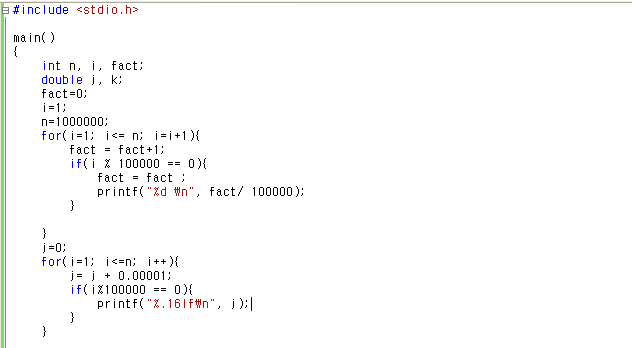 #include <stdio.h>
main()
{
int n, i, fact;
double j, k;
fact=0;
i=1;
n=1000000;
for(i=1; i<= n; i=i+1){
fact = fact+1;
if(i % 100000 == 0){
fact = fact ;
printf("%d ₩n", fact/ 100000);
}
}
j=0;
for(i=1; i<=n; i++){
j= j + 0.00001;
if(i%100000 == 0){
printf("%.16lf₩n", j);
}
}